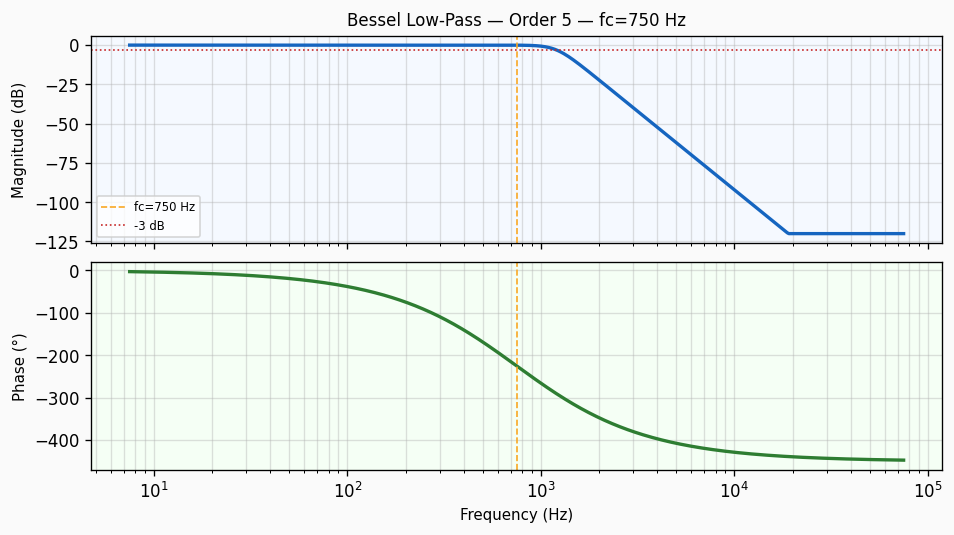 Bessel Low-Pass — Order 5 — fc=750 Hz
Magnitude (dB)
0
−25
−50
−75
−100
−125
fc=750 Hz
-3 dB
Phase (°)
0
−100
−200
−300
−400
10¹ 10² 10³ 10⁴ 10⁵
Frequency (Hz)